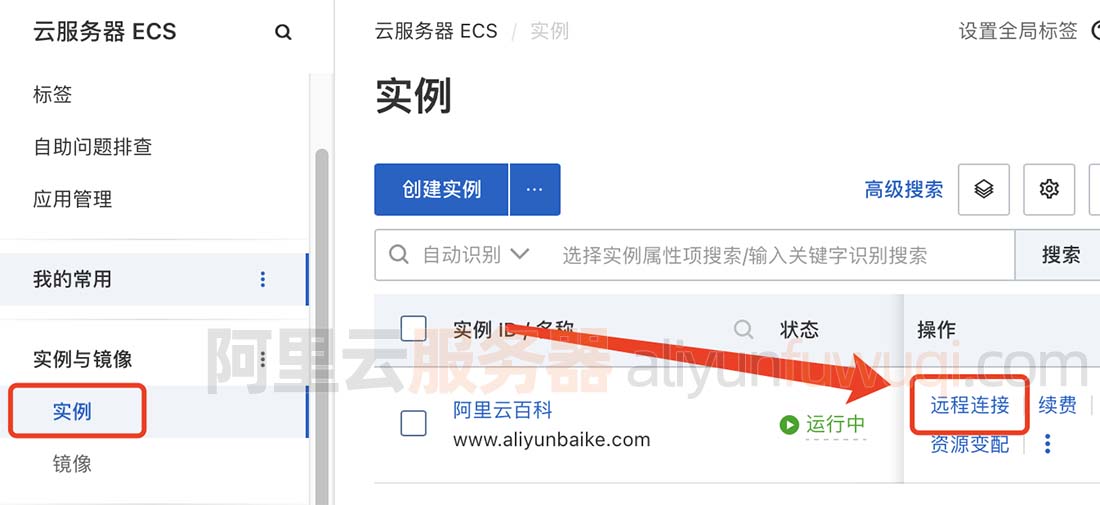 云服务器 ECS
标签
自助问题排查
应用管理
我的常用
实例与镜像
实例
镜像
云服务器 ECS / 实例
设置全局标签
实例
创建实例 ···
高级搜索
自动识别 选择实例属性项搜索/输入关键字识别搜索 搜索
实例 ID / 名称 状态 操作
阿里云服务器 aliyunfuwuqi.com
阿里云百科 运行中 远程连接 续费
www.aliyunbaike.com 资源变配